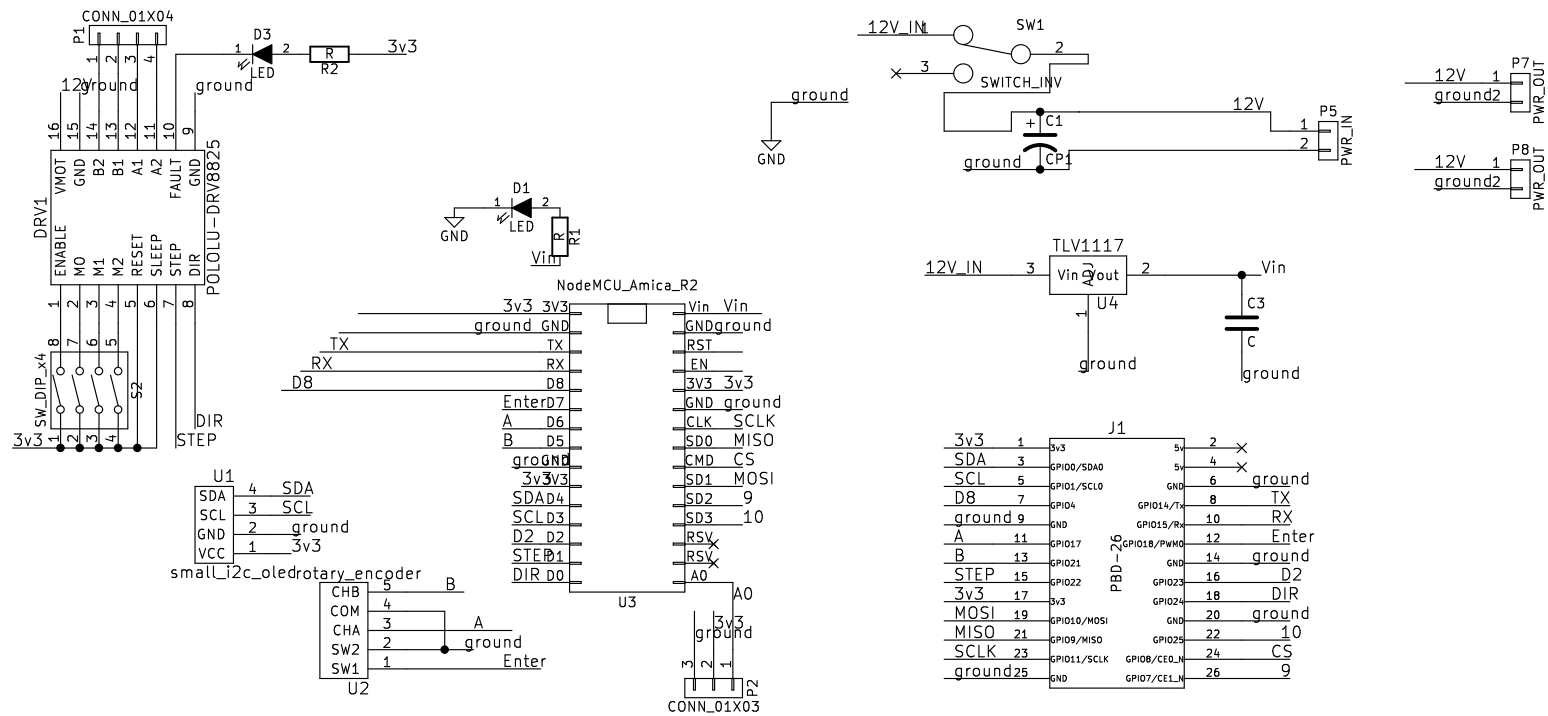 CONN_01X04
P1
1
2
3
4
D3
1
2
LED
R
R2
3v3
12V
ground
ground
16
15
14
13
12
11
10
9
VMOT
GND
B2
B1
A1
A2
FAULT
GND
DRV1
POLOLU-DRV8825
ENABLE
M0
M1
M2
RESET
SLEEP
STEP
DIR
1
2
3
4
5
6
7
8
8
7
6
5
SW_DIP_x4
S2
1
2
3
4
3v3
DIR
STEP
U1
SDA 4 SDA
SCL 3 SCL
GND 2 ground
VCC 1 3v3
small_i2c_oled
rotary_encoder
CHB 5 B
COM 4
CHA 3 A
SW2 2 ground
SW1 1 Enter
U2
D1
1
2
LED
GND
R
R1
Vin
NodeMCU_Amica_R2
3v3 3V3 Vin Vin
ground GND GND ground
TX TX RST
RX RX EN
D8 D8 3V3 3v3
Enter D7 GND ground
A D6 CLK SCLK
B D5 SD0 MISO
ground GND CMD CS
3v3 3V3 SD1 MOSI
SDA D4 SD2 9
SCL D3 SD3 10
D2 D2 RSV
STEP D1 RSV
DIR D0 A0
U3
A0
3v3
ground
3
2
1
P2
CONN_01X03
ground
GND
12V_IN
1
SW1
2
3
SWITCH_INV
12V
+
C1
CP1
ground
P5
1
2
PWR_IN
P7
12V 1
ground 2
PWR_OUT
P8
12V 1
ground 2
PWR_OUT
TLV1117
12V_IN 3 Vin Vout 2 Vin
ADJ
U4
1
ground
C3
C
ground
J1
PBD-26
3v3 1 3v3 5v 2
SDA 3 GPIO0/SDA0 5v 4
SCL 5 GPIO1/SCL0 GND 6 ground
D8 7 GPIO4 GPIO14/Tx 8 TX
ground 9 GND GPIO15/Rx 10 RX
A 11 GPIO17 GPIO18/PWM0 12 Enter
B 13 GPIO21 GND 14 ground
STEP 15 GPIO22 GPIO23 16 D2
3v3 17 3v3 GPIO24 18 DIR
MOSI 19 GPIO10/MOSI GND 20 ground
MISO 21 GPIO9/MISO GPIO25 22 10
SCLK 23 GPIO11/SCLK GPIO8/CE0_N 24 CS
ground 25 GND GPIO7/CE1_N 26 9